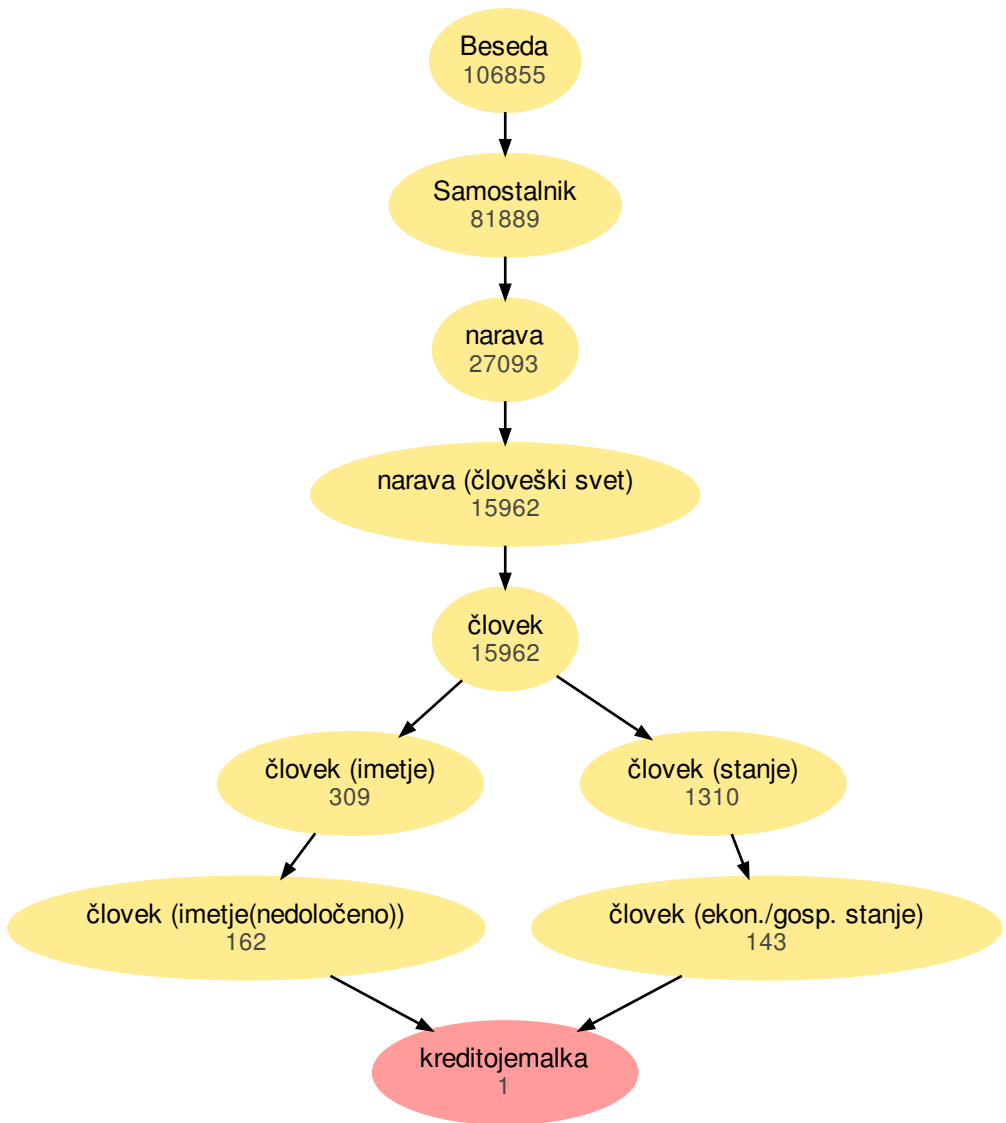 Beseda
106855
Samostalnik
81889
narava
27093
narava (človeški svet)
15962
človek
15962
človek (imetje)
309
človek (stanje)
1310
človek (imetje(nedoločeno))
162
človek (ekon./gosp. stanje)
143
kreditojemalka
1